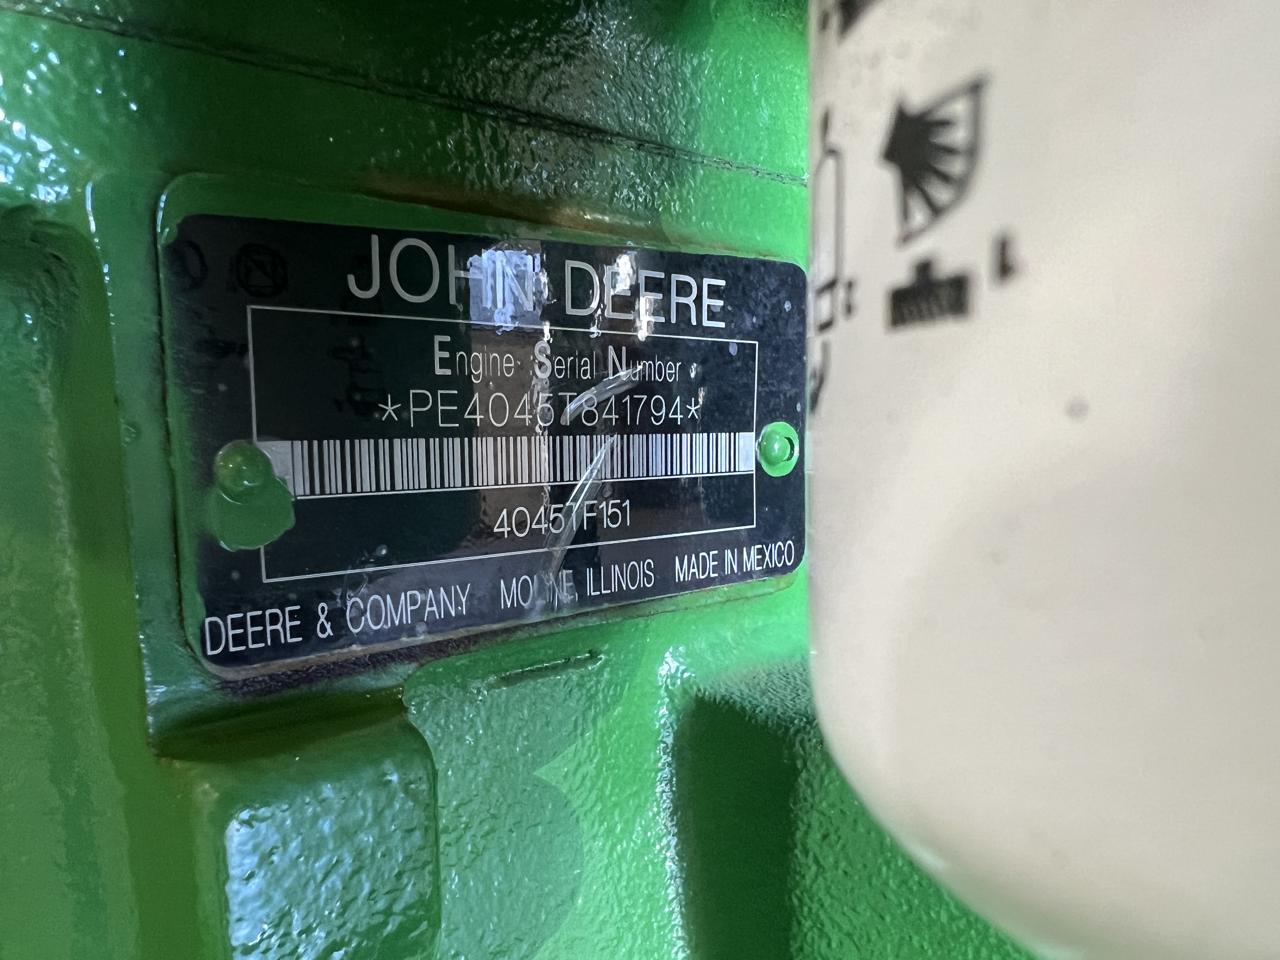 JOHN DEERE
Engine Serial Number
*PE4045T841794*
4045TF151
DEERE & COMPANY MOLINE, ILLINOIS MADE IN MEXICO